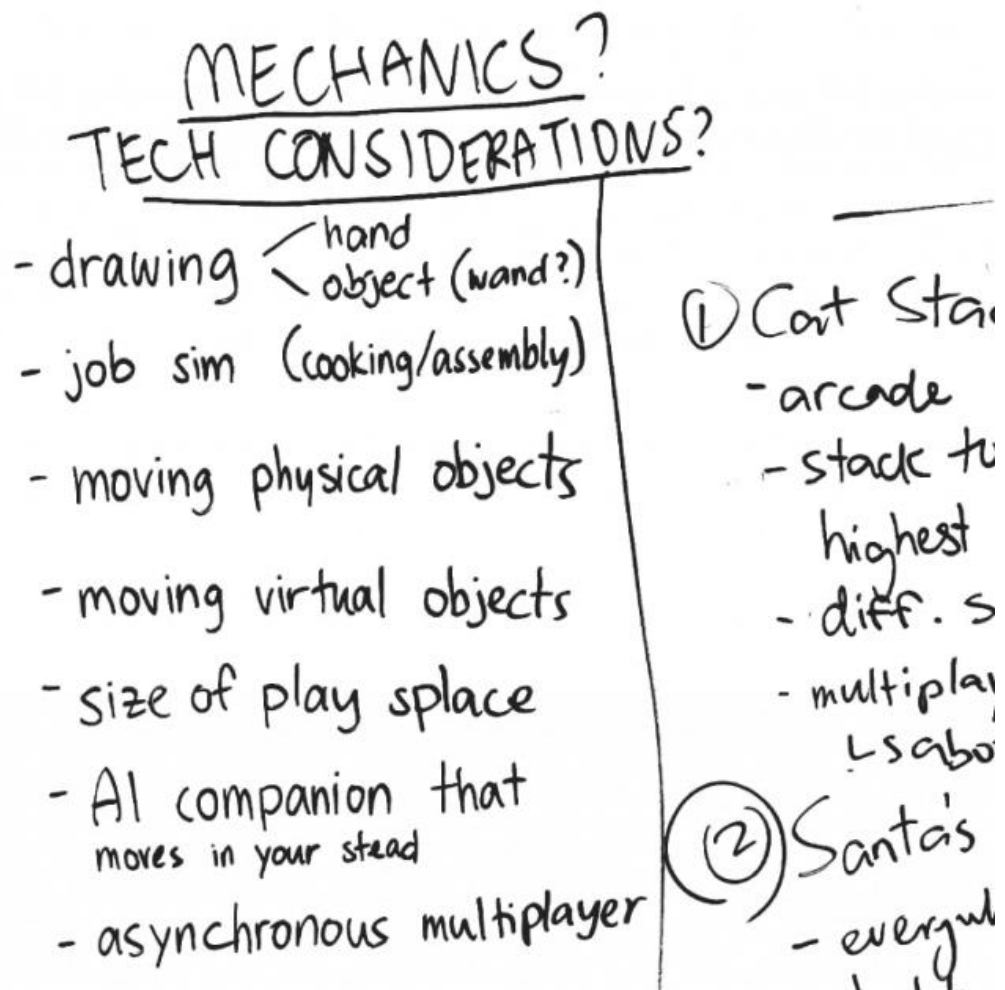 MECHANICS?
TECH CONSIDERATIONS?
- drawing
hand
object (wand?)
- job sim (cooking/assembly)
- moving physical objects
- moving virtual objects
- size of play splace
- AI companion that
moves in your stead
- asynchronous multiplayer
① Cat
- arcade
- stack
highest
- diff.
-
② Santa's
-